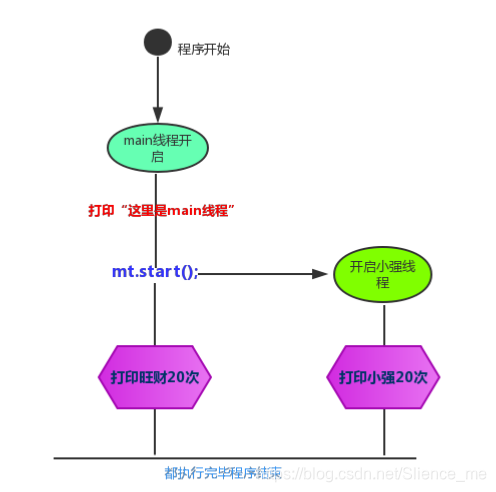 程序开始
main线程开
启
打印“这里是main线程”
mt.start();
开启小强线
程
打印旺财20次
打印小强20次
都执行完毕程序结束
https://blog.csdn.net/Slience_me